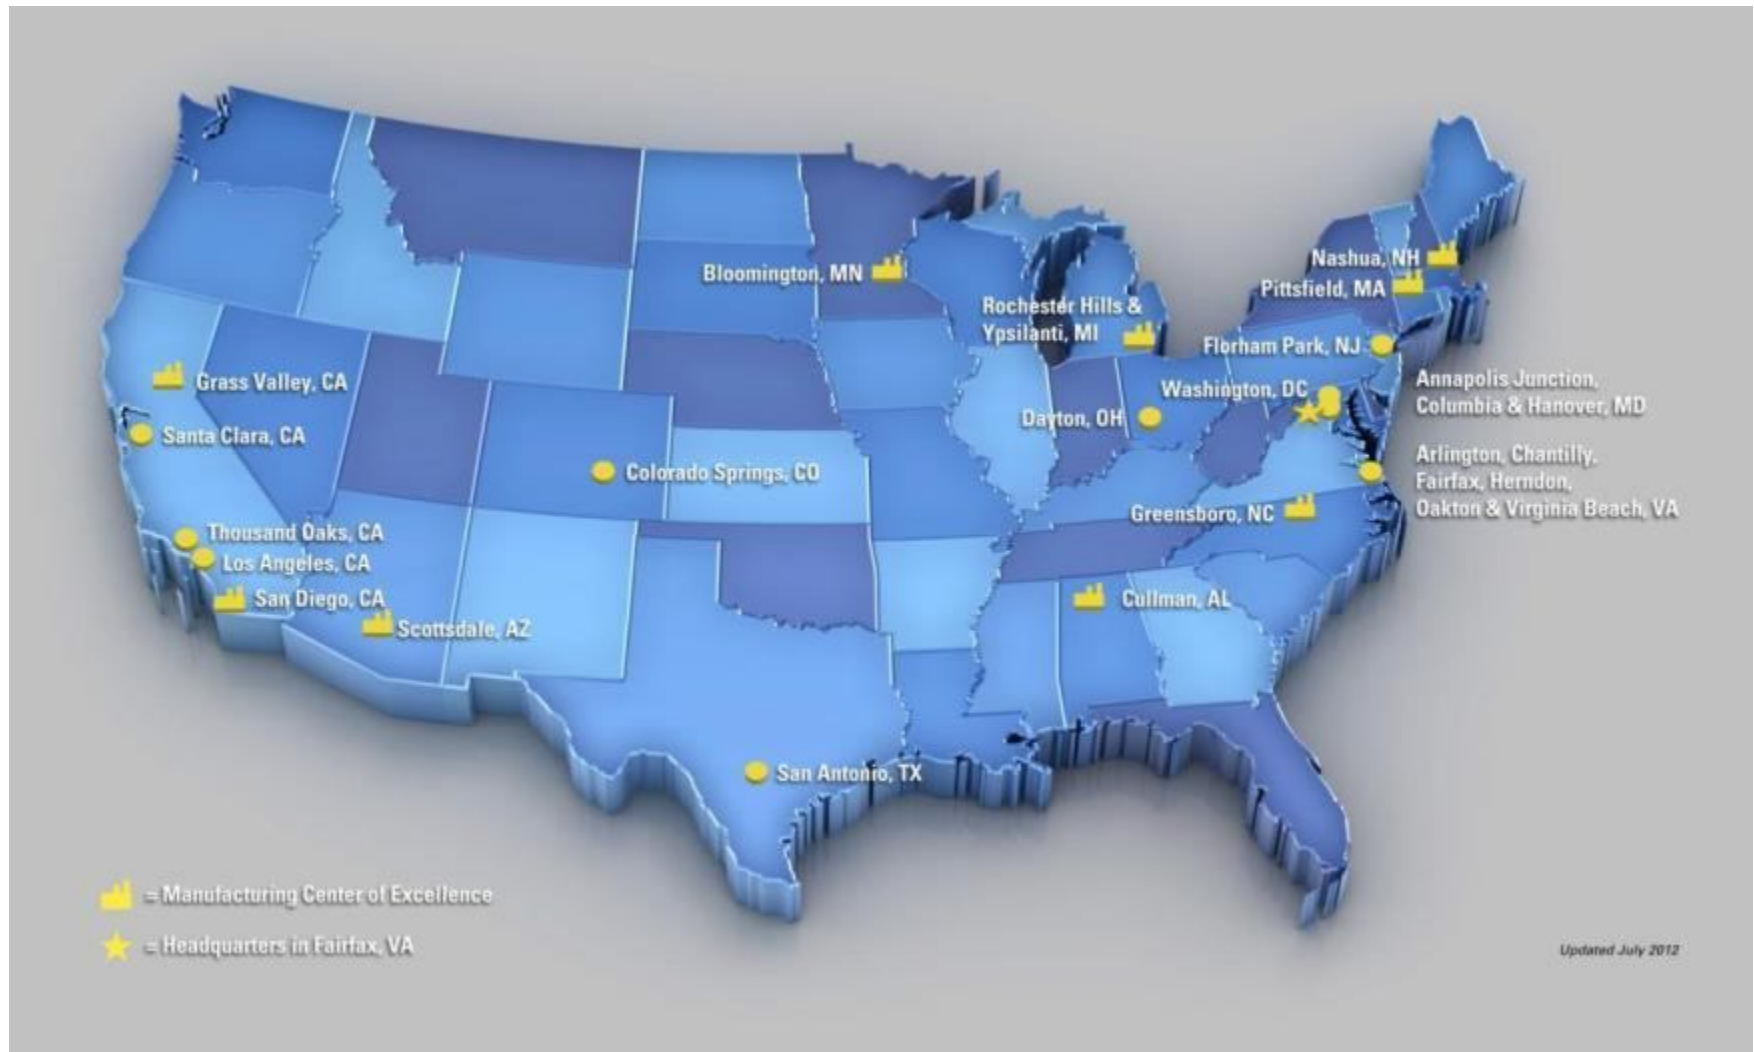 Nashua, NH
Bloomington, MN
Pittsfield, MA
Rochester Hills &
Ypsilanti, MI
Florham Park, NJ
Grass Valley, CA
Washington, DC
Annapolis Junction,
Columbia & Hanover, MD
Dayton, OH
Santa Clara, CA
Colorado Springs, CO
Arlington, Chantilly,
Fairfax, Herndon,
Oakton & Virginia Beach, VA
Greensboro, NC
Thousand Oaks, CA
Los Angeles, CA
San Diego, CA
Cullman, AL
Scottsdale, AZ
San Antonio, TX
= Manufacturing Center of Excellence
= Headquarters in Fairfax, VA
Updated July 2012